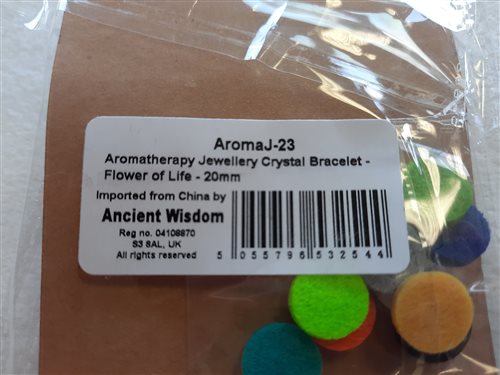 AromaJ-23
Aromatherapy Jewellery Crystal Bracelet -
Flower of Life - 20mm
Imported from China by
Ancient Wisdom
Reg no. 04108870
S3 8AL, UK
All rights reserved
5 055796 532544